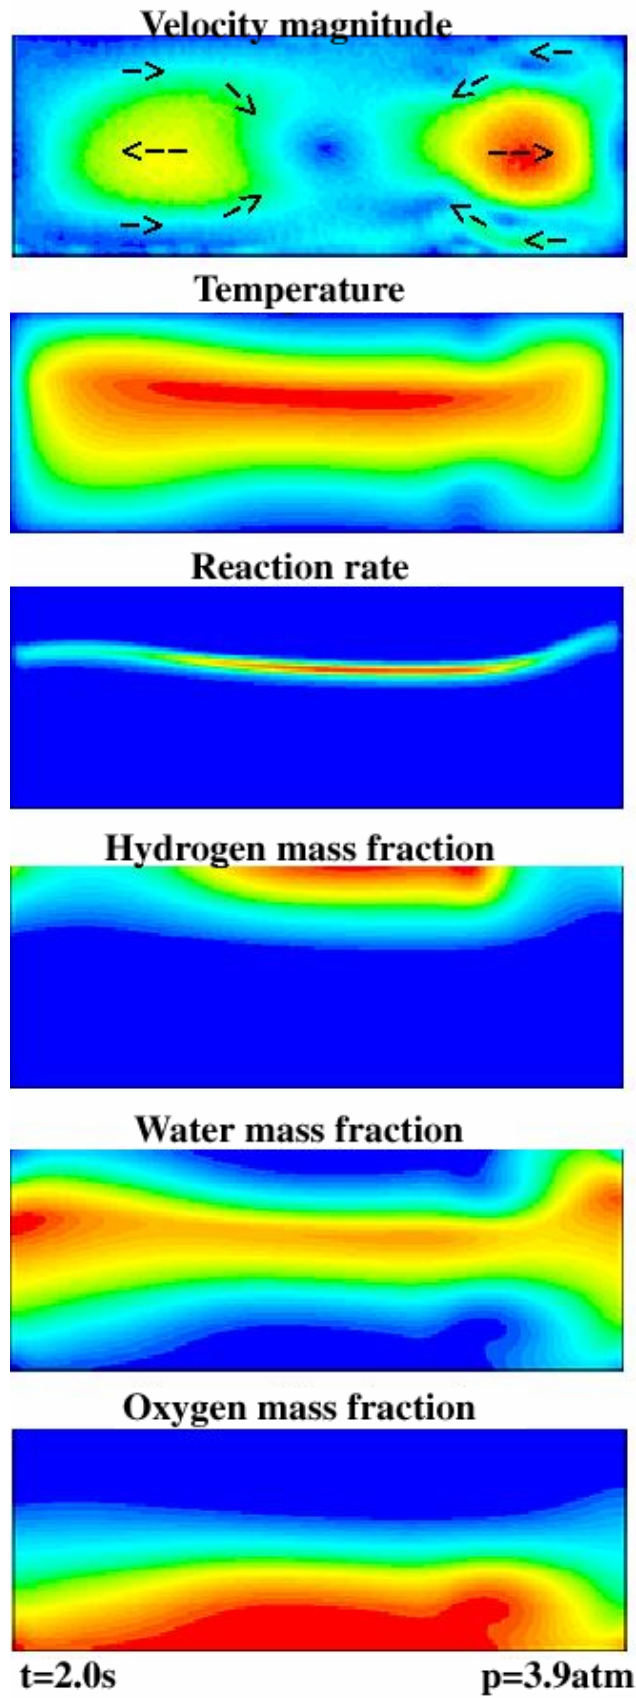 Velocity magnitude
Temperature
Reaction rate
Hydrogen mass fraction
Water mass fraction
Oxygen mass fraction
t=2.0s p=3.9atm